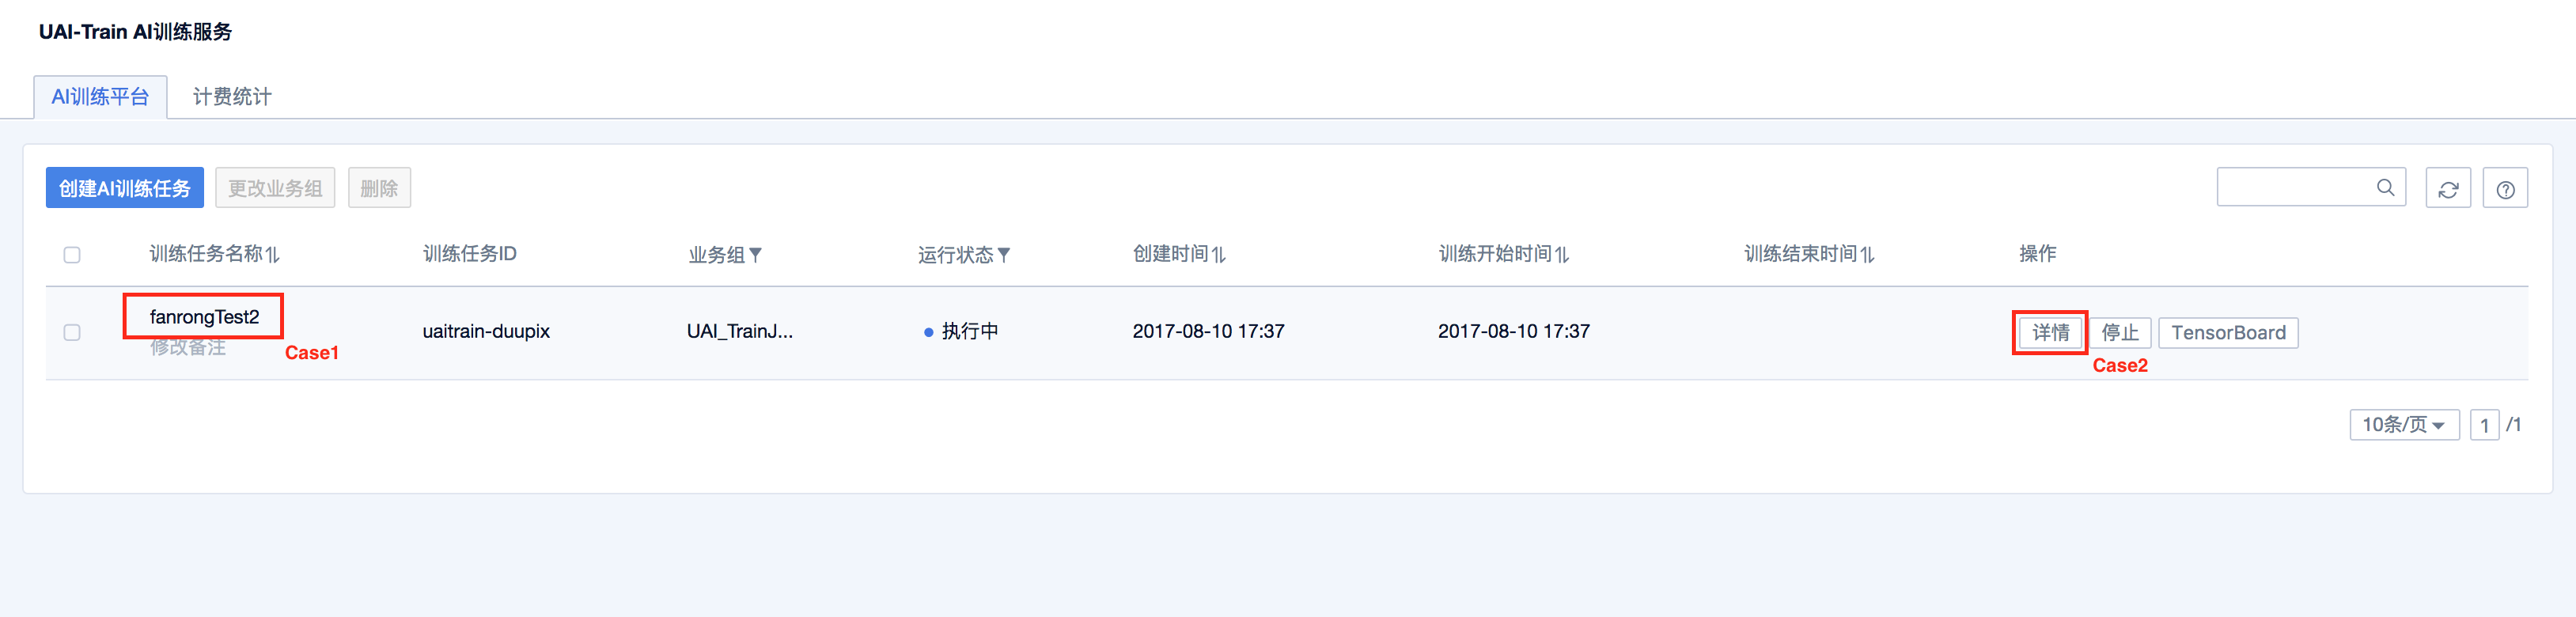 UAI-Train AI训练服务
AI训练平台 计费统计
创建AI训练任务 更改业务组 删除
训练任务名称 训练任务ID 业务组 运行状态 创建时间 训练开始时间 训练结束时间 操作
fanrongTest2
修改备注
Case1
uaitrain-duupix UAI_TrainJ... 执行中 2017-08-10 17:37 2017-08-10 17:37 详情 停止 TensorBoard
Case2
10条/页 1 /1